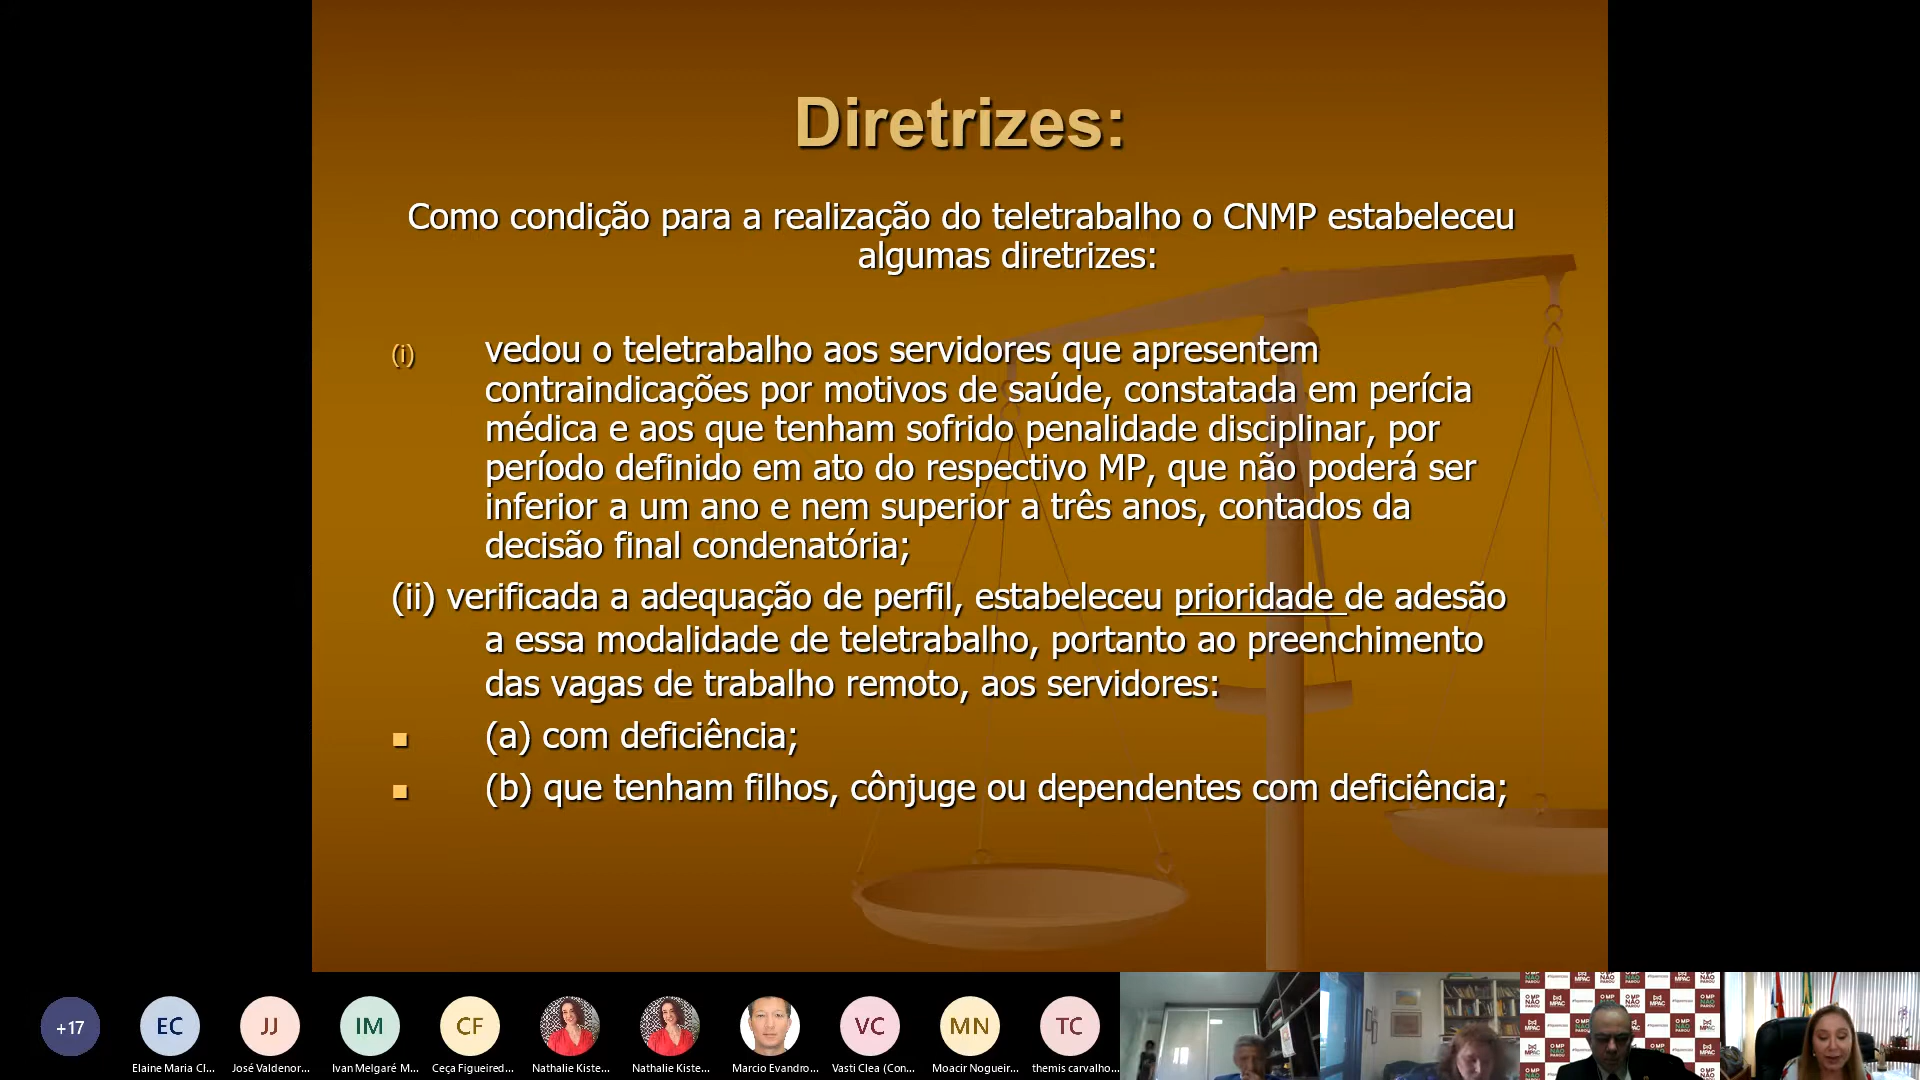 Diretrizes:
Como condição para a realização do teletrabalho o CNMP estabeleceu
algumas diretrizes:
(i) vedou o teletrabalho aos servidores que apresentem
contraindicações por motivos de saúde, constatada em perícia
médica e aos que tenham sofrido penalidade disciplinar, por
período definido em ato do respectivo MP, que não poderá ser
inferior a um ano e nem superior a três anos, contados da
decisão final condenatória;
(ii) verificada a adequação de perfil, estabeleceu prioridade de adesão
a essa modalidade de teletrabalho, portanto ao preenchimento
das vagas de trabalho remoto, aos servidores:
(a) com deficiência;
(b) que tenham filhos, cônjuge ou dependentes com deficiência;
+17
EC
JJ
IM
CF
VC
MN
TC
Elaine Maria Cl...
José Valdenor...
Ivan Melgaré M...
Ceça Figueired...
Nathalie Kiste...
Nathalie Kiste...
Marcio Evandro...
Vasti Clea (Con...
Moacir Nogueir...
themis carvalho...
O MP NÃO PAROU
MPAC